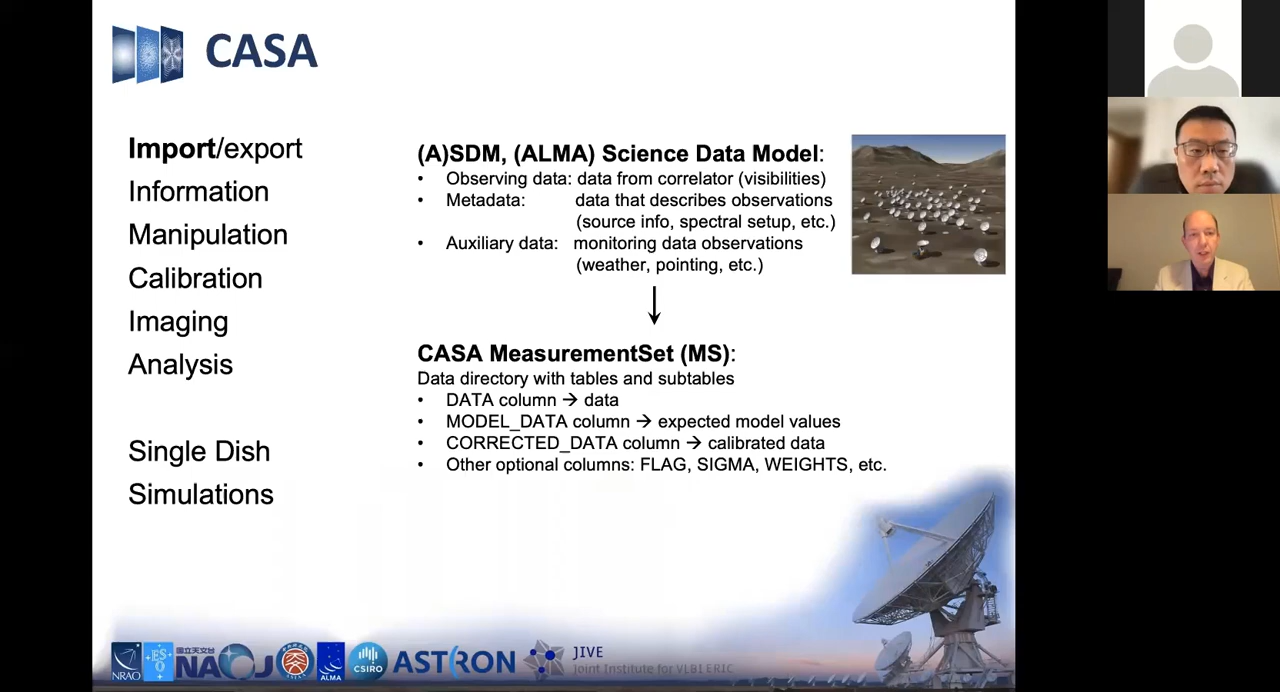 CASA
Import/export
Information
Manipulation
Calibration
Imaging
Analysis
Single Dish
Simulations
(A)SDM, (ALMA) Science Data Model:
• Observing data: data from correlator (visibilities)
• Metadata: data that describes observations
(source info, spectral setup, etc.)
• Auxiliary data: monitoring data observations
(weather, pointing, etc.)
CASA MeasurementSet (MS):
Data directory with tables and subtables
• DATA column → data
• MODEL_DATA column → expected model values
• CORRECTED_DATA column → calibrated data
• Other optional columns: FLAG, SIGMA, WEIGHTS, etc.
NRAO
ES
O
国立天文台
NAOJ
ALMA
CSIRO
ASTRON
JIVE
Joint Institute for VLBI ERIC